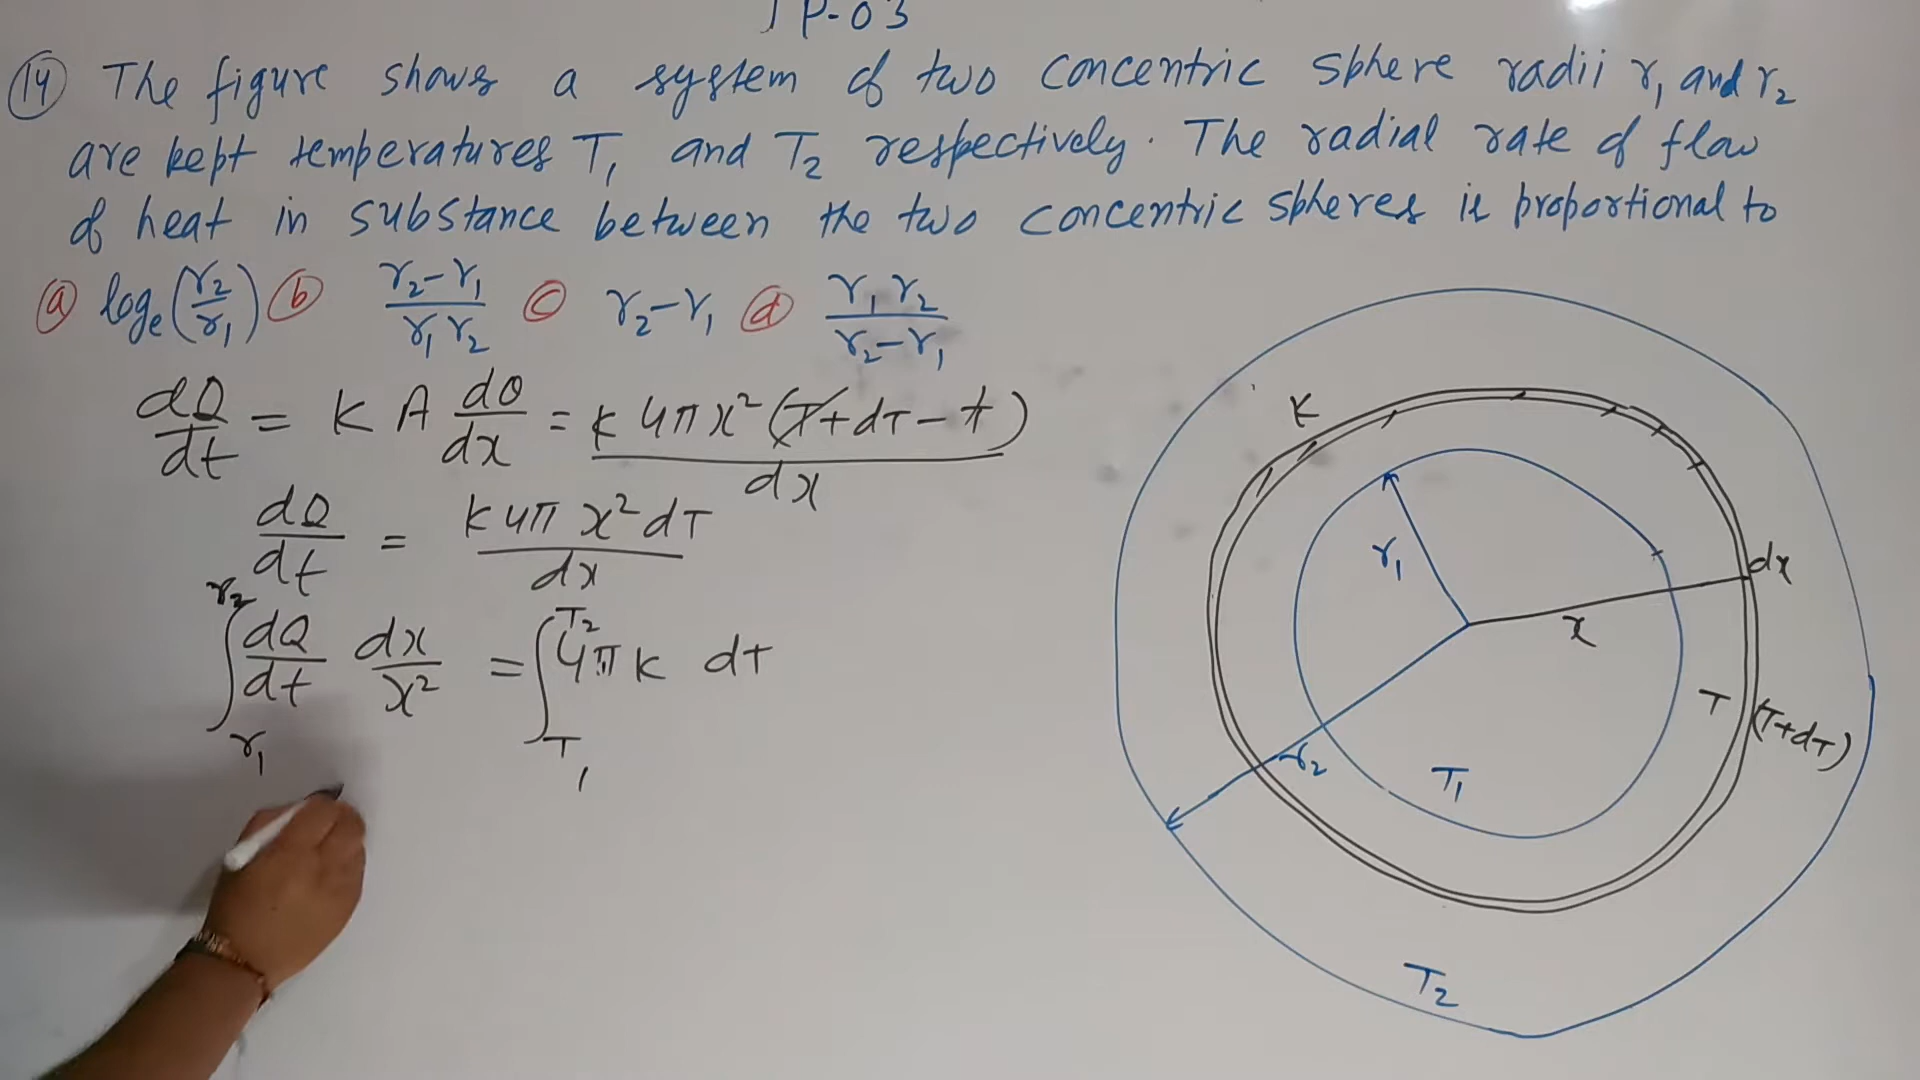 JP-03
(14) The figure shows a system of two concentric sphere radii r₁ and r₂
are kept temperatures T₁ and T₂ respectively. The radial rate of flow
of heat in substance between the two concentric spheres is proportional to
(a) logₑ(r₂/r₁) (b) (r₂-r₁)/(r₁r₂) (c) r₂-r₁ (d) (r₁r₂)/(r₂-r₁)
dQ/dt = K A dθ/dx = K 4π x² (T+dT-T)/dx
dQ/dt = K 4π x² dT/dx
∫_{r₁}^{r₂} dQ/dt dx/x² = ∫_{T₁}^{T₂} 4πK dT
K
r₁
dx
x
T
(T+dT)
r₂
T₁
T₂